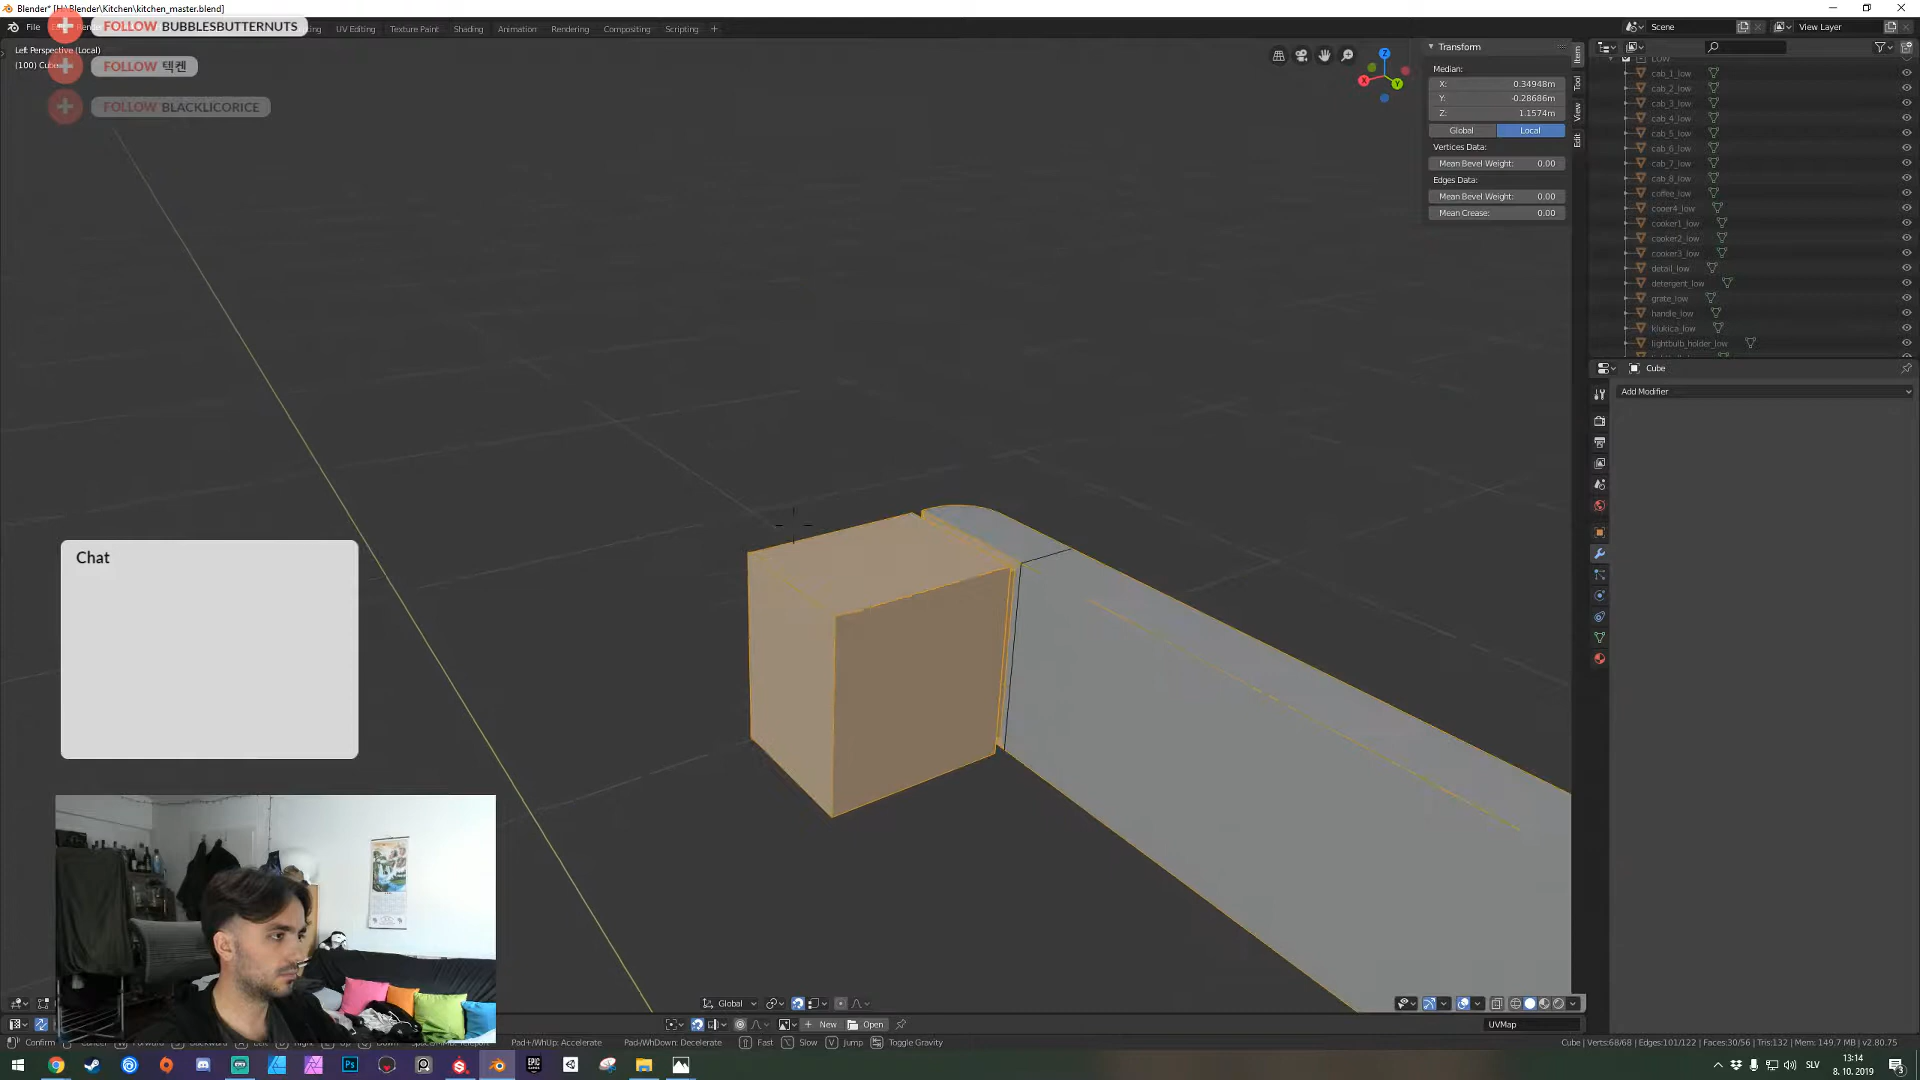 Blender* [H:\Blender\Kitchen\kitchen_master.blend]
File
UV Editing
Texture Paint
Shading
Animation
Rendering
Compositing
Scripting
Scene
View Layer
FOLLOW BUBBLESBUTTERNUTS
FOLLOW 텍켄
FOLLOW BLACKLICORICE
Left Perspective (Local)
Transform
Median:
X: 0.34948m
Y: -0.28686m
Z: 1.1574m
Global Local
Vertices Data:
Mean Bevel Weight: 0.00
Edges Data:
Mean Bevel Weight: 0.00
Mean Crease: 0.00
Item
Tool
View
Edit
cab_1_low
cab_2_low
cab_3_low
cab_4_low
cab_5_low
cab_6_low
cab_7_low
cab_8_low
coffee_low
cooer4_low
cooker1_low
cooker2_low
cooker3_low
detail_low
detergent_low
grate_low
handle_low
klukica_low
lightbulb_holder_low
Cube
Add Modifier
Chat
Global
New
Open
UVMap
Confirm
Pad+/WhUp: Accelerate
Pad-/WhDown: Decelerate
Fast
Slow
Jump
Toggle Gravity
Cube | Verts:68/68 | Edges:101/122 | Faces:30/56 | Tris:132 | Mem: 149.7 MB | v2.80.75
SLV
13:14
8. 10. 2019